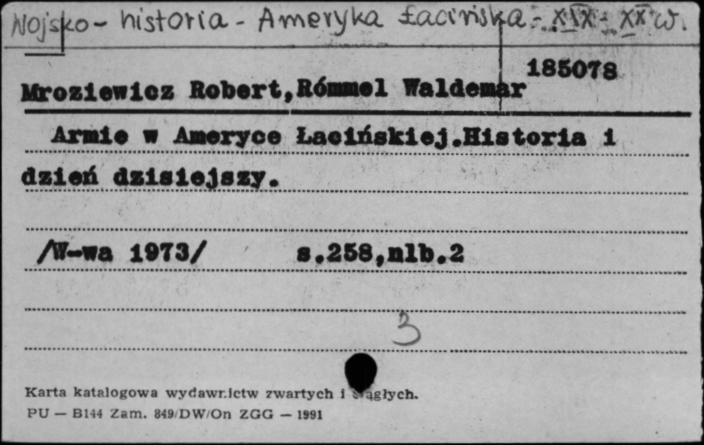 Wojsko - historia - Ameryka Łacińska - XIX - XX w.
185078
Mroziewicz Robert,Rómmel Waldemar
Armie w Ameryce Łacińskiej.Historia i
dzień dzisiejszy.
/W-wa 1973/ s.258,nlb.2
3
Karta katalogowa wydawnictw zwartych i ciągłych.
PU — B144 Zam. 849/DW/On ZGG — 1991